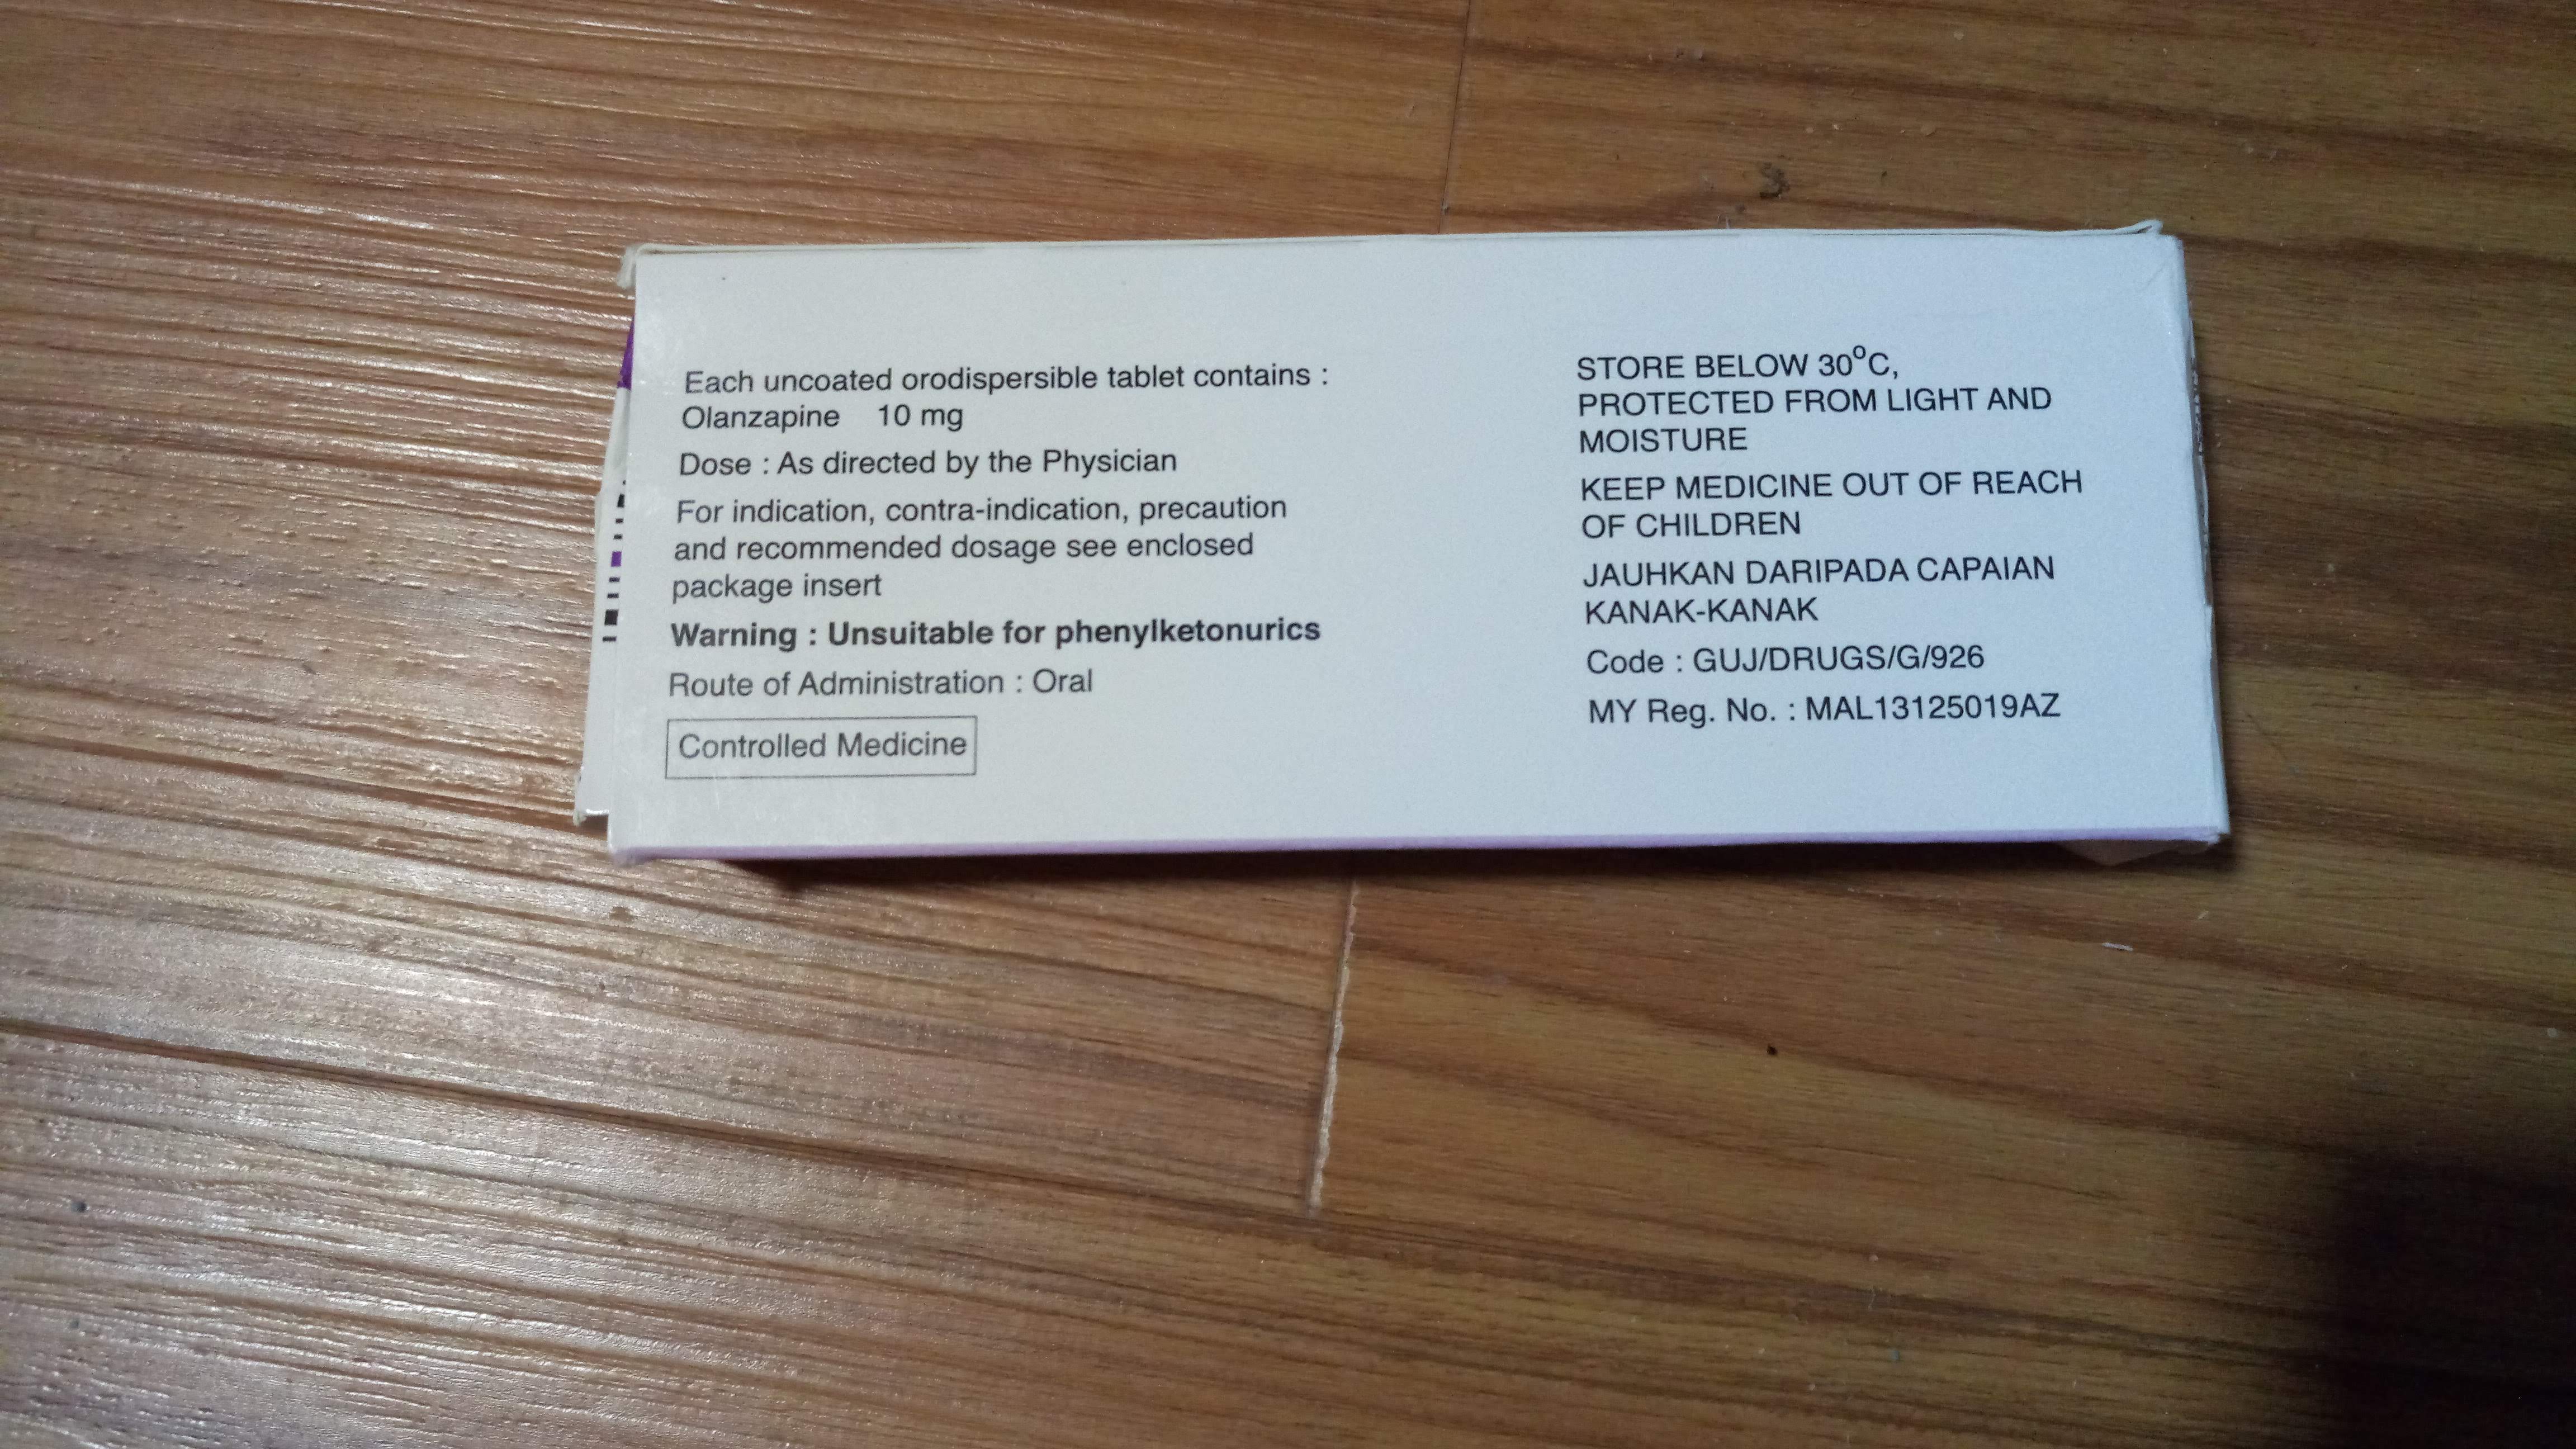 Each uncoated orodispersible tablet contains :
Olanzapine 10 mg
Dose : As directed by the Physician
For indication, contra-indication, precaution
and recommended dosage see enclosed
package insert
Warning : Unsuitable for phenylketonurics
Route of Administration : Oral
Controlled Medicine
STORE BELOW 30°C,
PROTECTED FROM LIGHT AND
MOISTURE
KEEP MEDICINE OUT OF REACH
OF CHILDREN
JAUHKAN DARIPADA CAPAIAN
KANAK-KANAK
Code : GUJ/DRUGS/G/926
MY Reg. No. : MAL13125019AZ